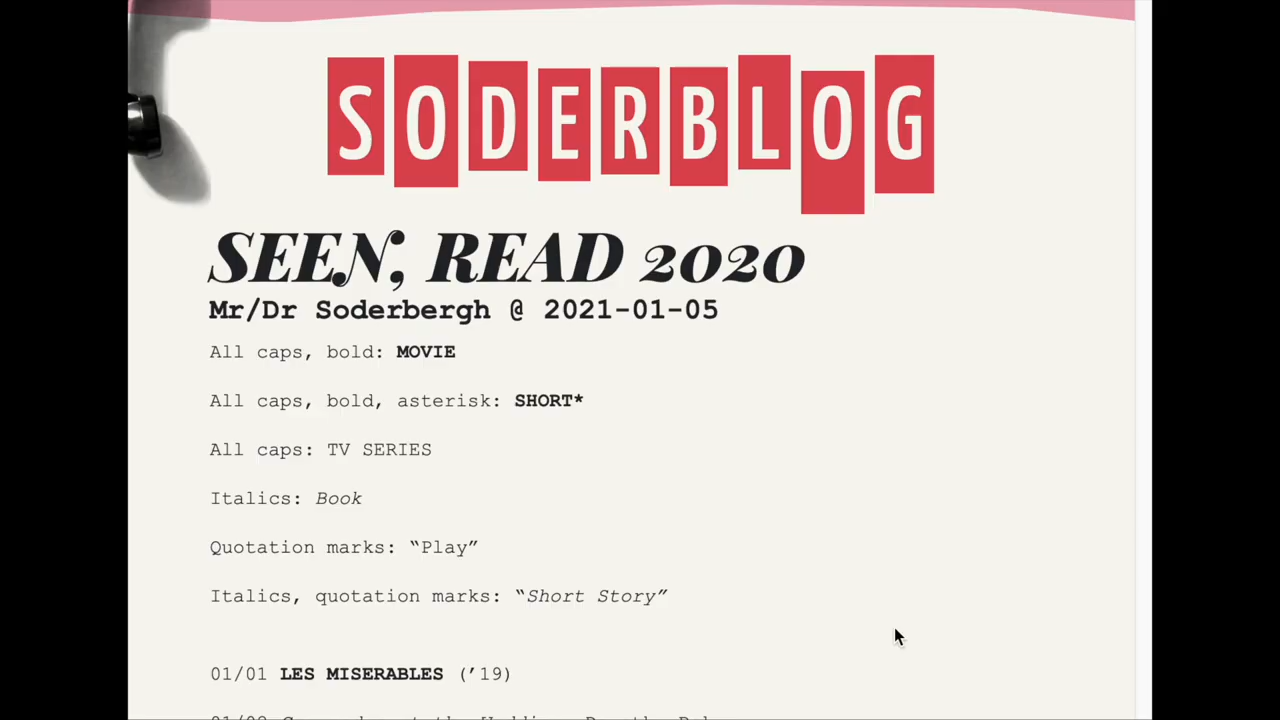 SODERBLOG
SEEN, READ 2020
Mr/Dr Soderbergh @ 2021-01-05
All caps, bold: MOVIE
All caps, bold, asterisk: SHORT*
All caps: TV SERIES
Italics: Book
Quotation marks: “Play”
Italics, quotation marks: “Short Story”
01/01 LES MISERABLES (’19)